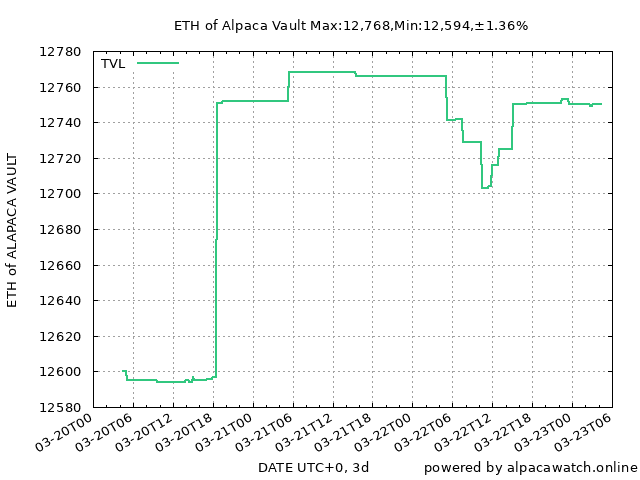 ETH of Alpaca Vault Max:12,768,Min:12,594,±1.36%
TVL
12780
12760
12740
12720
12700
12680
12660
12640
12620
12600
12580
ETH of ALAPACA VAULT
03-20T00
03-20T06
03-20T12
03-20T18
03-21T00
03-21T06
03-21T12
03-21T18
03-22T00
03-22T06
03-22T12
03-22T18
03-23T00
03-23T06
DATE UTC+0, 3d
powered by alpacawatch.online